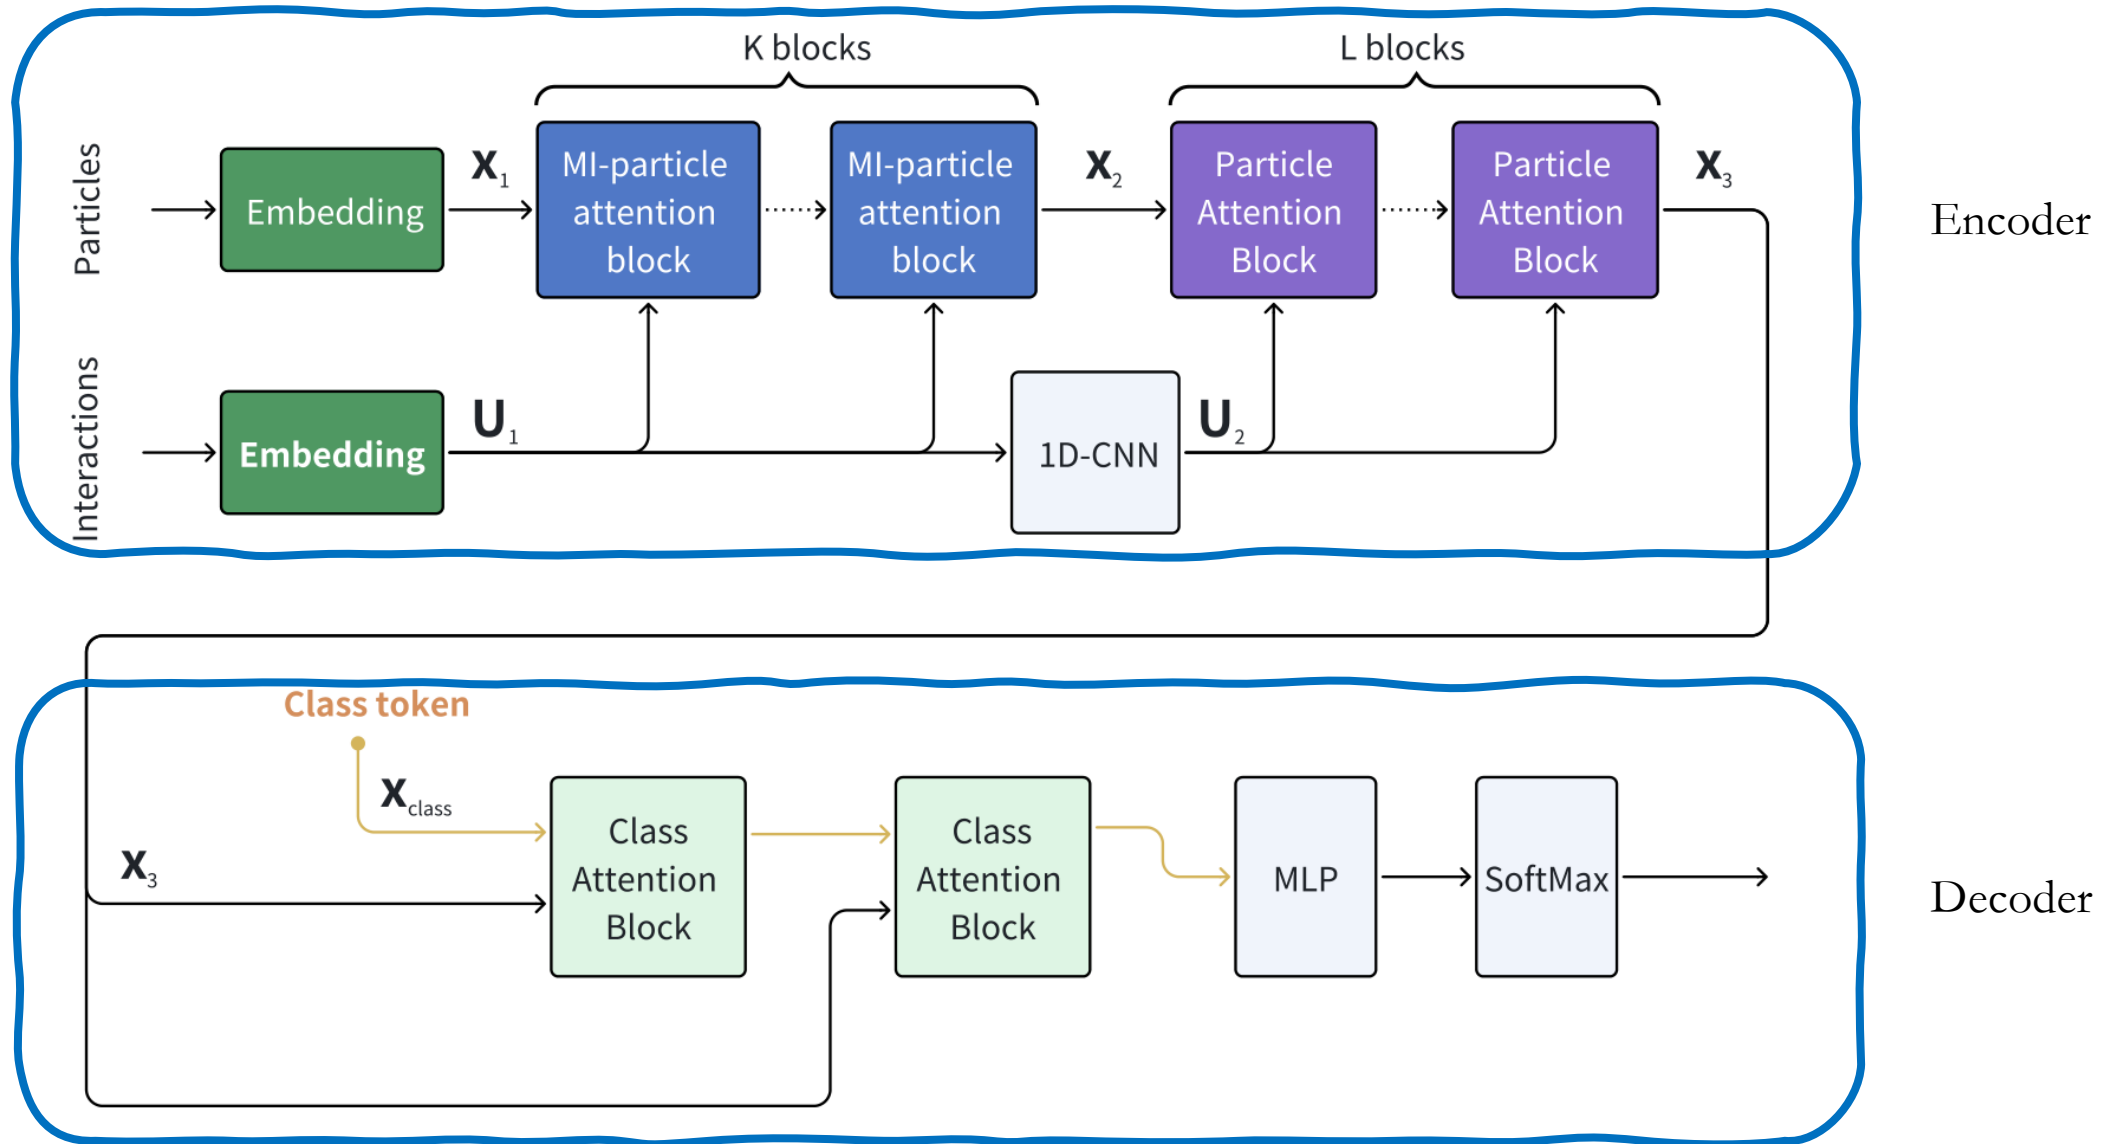 K blocks
L blocks
Particles
Embedding
X1
MI-particle
attention
block
MI-particle
attention
block
X2
Particle
Attention
Block
Particle
Attention
Block
X3
Encoder
Interactions
Embedding
U1
1D-CNN
U2
Class token
Xclass
X3
Class
Attention
Block
Class
Attention
Block
MLP
SoftMax
Decoder